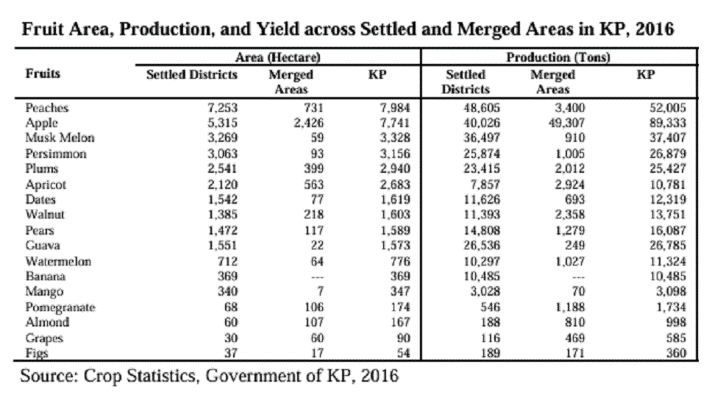 Fruit Area, Production, and Yield across Settled and Merged Areas in KP, 2016
Area (Hectare) Production (Tons)
Fruits Settled Districts Merged Areas KP Settled Districts Merged Areas KP
Peaches 7,253 731 7,984 48,605 3,400 52,005
Apple 5,315 2,426 7,741 40,026 49,307 89,333
Musk Melon 3,269 59 3,328 36,497 910 37,407
Persimmon 3,063 93 3,156 25,874 1,005 26,879
Plums 2,541 399 2,940 23,415 2,012 25,427
Apricot 2,120 563 2,683 7,857 2,924 10,781
Dates 1,542 77 1,619 11,626 693 12,319
Walnut 1,385 218 1,603 11,393 2,358 13,751
Pears 1,472 117 1,589 14,808 1,279 16,087
Guava 1,551 22 1,573 26,536 249 26,785
Watermelon 712 64 776 10,297 1,027 11,324
Banana 369 --- 369 10,485 --- 10,485
Mango 340 7 347 3,028 70 3,098
Pomegranate 68 106 174 546 1,188 1,734
Almond 60 107 167 188 810 998
Grapes 30 60 90 116 469 585
Figs 37 17 54 189 171 360
Source: Crop Statistics, Government of KP, 2016